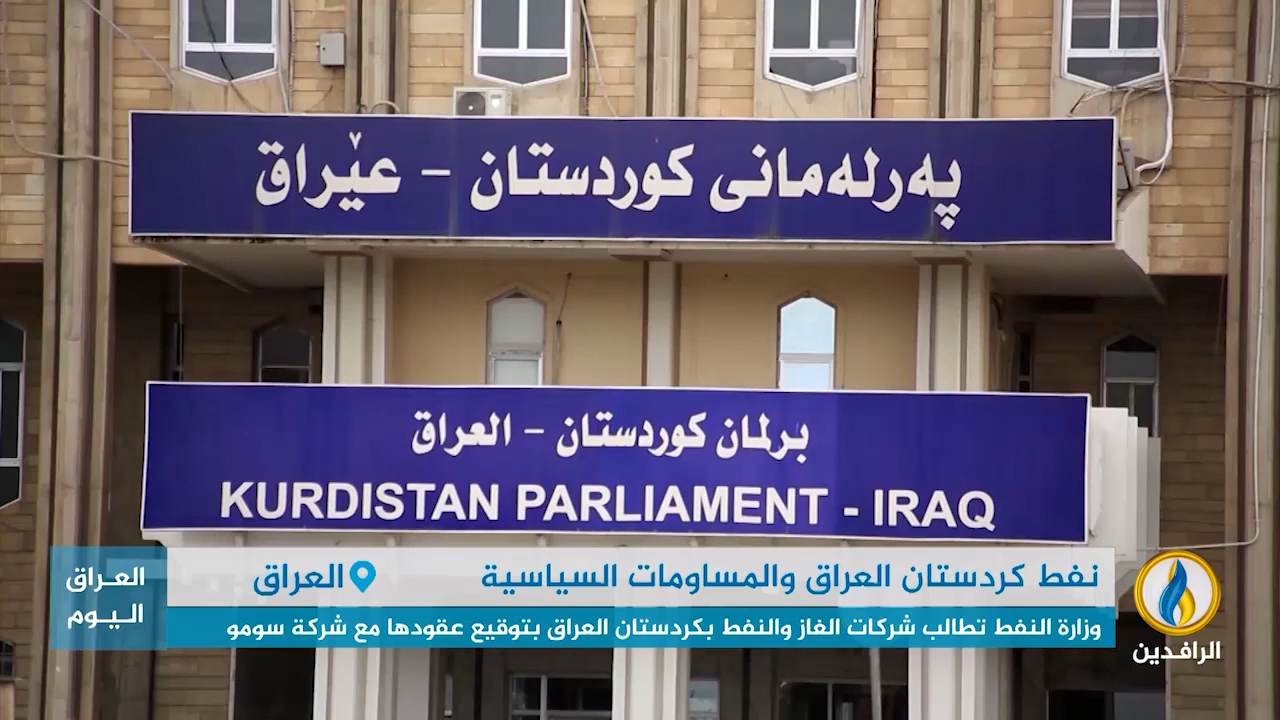 پەرلەمانی کوردستان - عێراق
برلمان كوردستان - العراق
KURDISTAN PARLIAMENT - IRAQ
نفط كردستان العراق والمساومات السياسية
العراق
وزارة النفط تطالب شركات الغاز والنفط بكردستان العراق بتوقيع عقودها مع شركة سومو
العراق
اليوم
الرافدين